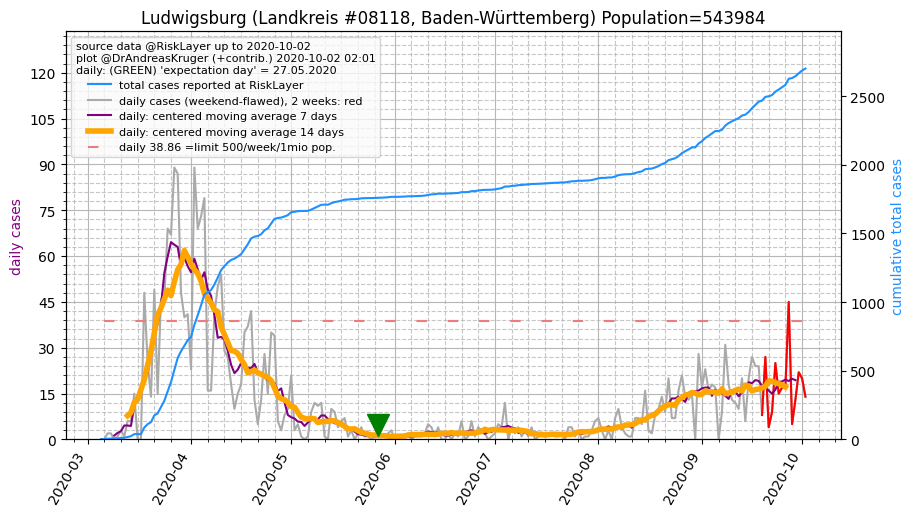 Ludwigsburg (Landkreis #08118, Baden-Württemberg) Population=543984
source data @RiskLayer up to 2020-10-02
plot @DrAndreasKruger (+contrib.) 2020-10-02 02:01
daily: (GREEN) 'expectation day' = 27.05.2020
total cases reported at RiskLayer
daily cases (weekend-flawed), 2 weeks: red
daily: centered moving average 7 days
daily: centered moving average 14 days
daily 38.86 =limit 500/week/1mio pop.
daily cases
120
105
90
75
60
45
30
15
0
cumulative total cases
2500
2000
1500
1000
500
0
2020-03
2020-04
2020-05
2020-06
2020-07
2020-08
2020-09
2020-10